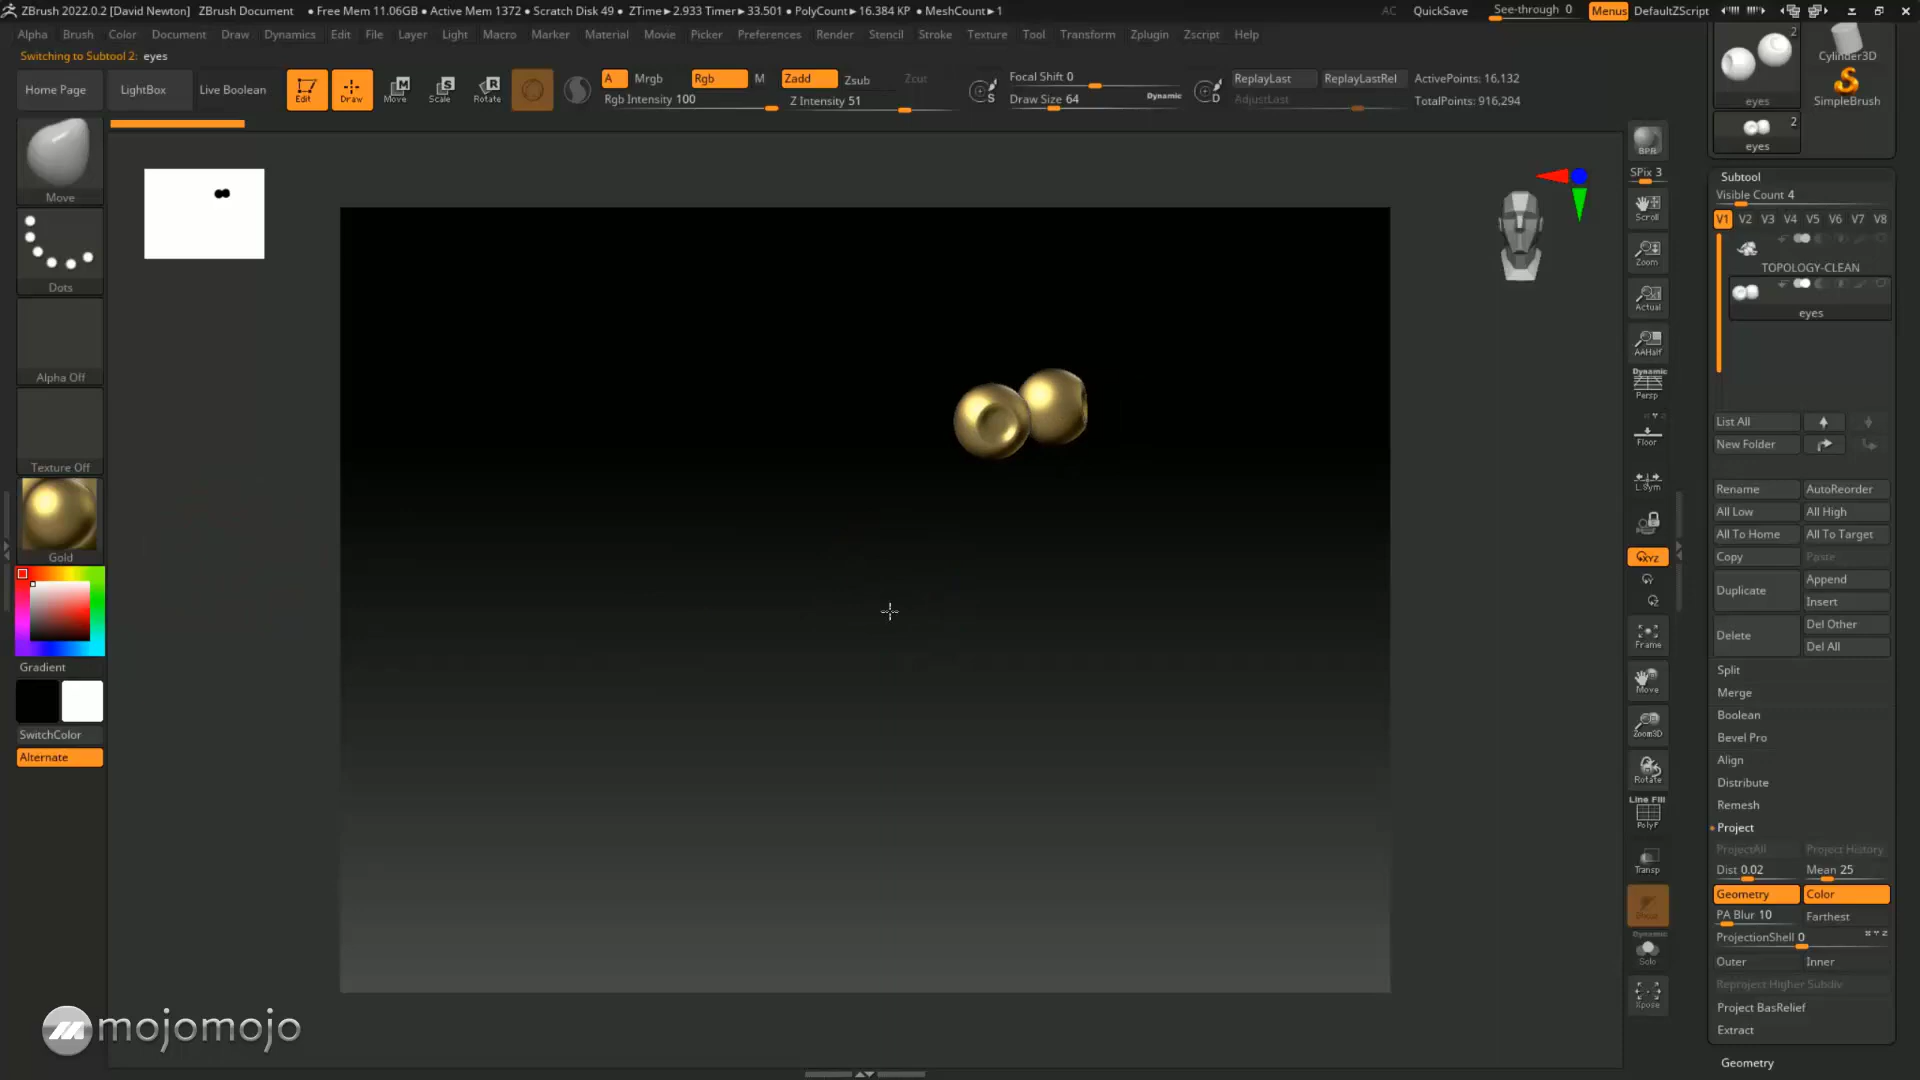 ZBrush 2022.0.2 [David Newton] ZBrush Document • Free Mem 11.06GB • Active Mem 1372 • Scratch Disk 49 • ZTime►2.933 Timer►33.501 • PolyCount►16.384 KP • MeshCount►1 AC QuickSave See-through 0 Menus DefaultZScript
Alpha Brush Color Document Draw Dynamics Edit File Layer Light Macro Marker Material Movie Picker Preferences Render Stencil Stroke Texture Tool Transform Zplugin Zscript Help
Switching to Subtool 2: eyes
Home Page LightBox Live Boolean Edit Draw Move Scale Rotate
A Mrgb Rgb M Zadd Zsub Zcut
Rgb Intensity 100 Z Intensity 51
Focal Shift 0
Draw Size 64 Dynamic
S D
ReplayLast ReplayLastRel ActivePoints: 16,132
AdjustLast TotalPoints: 916,294
Move
Dots
Alpha Off
Texture Off
Gold
Gradient
SwitchColor
Alternate
mojomojo
BPR
SPix 3
Scroll
Zoom
Actual
AAHalf
Dynamic
Persp
Floor
L.Sym
XYZ
Frame
Move
Zoom3D
Rotate
Line Fill
PolyF
Transp
Dynamic
Solo
Xpose
2
eyes
Cylinder3D
SimpleBrush
2
eyes
Subtool
Visible Count 4
V1 V2 V3 V4 V5 V6 V7 V8
TOPOLOGY-CLEAN
eyes
List All
New Folder
Rename AutoReorder
All Low All High
All To Home All To Target
Copy Paste
Duplicate Append
Insert
Delete Del Other
Del All
Split
Merge
Boolean
Bevel Pro
Align
Distribute
Remesh
Project
ProjectAll Project History
Dist 0.02 Mean 25
Geometry Color
PA Blur 10 Farthest
ProjectionShell 0
Outer Inner
Reproject Higher Subdiv
Project BasRelief
Extract
Geometry